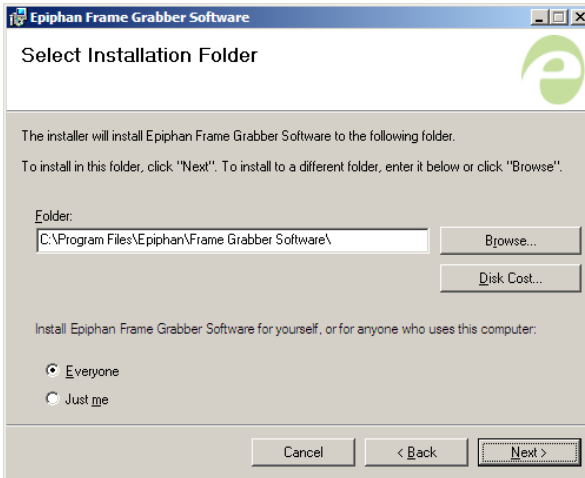 Epiphan Frame Grabber Software
Select Installation Folder
The installer will install Epiphan Frame Grabber Software to the following folder.
To install in this folder, click "Next". To install to a different folder, enter it below or click "Browse".
Folder:
C:\Program Files\Epiphan\Frame Grabber Software\
Browse...
Disk Cost...
Install Epiphan Frame Grabber Software for yourself, or for anyone who uses this computer:
Everyone
Just me
Cancel
< Back
Next >